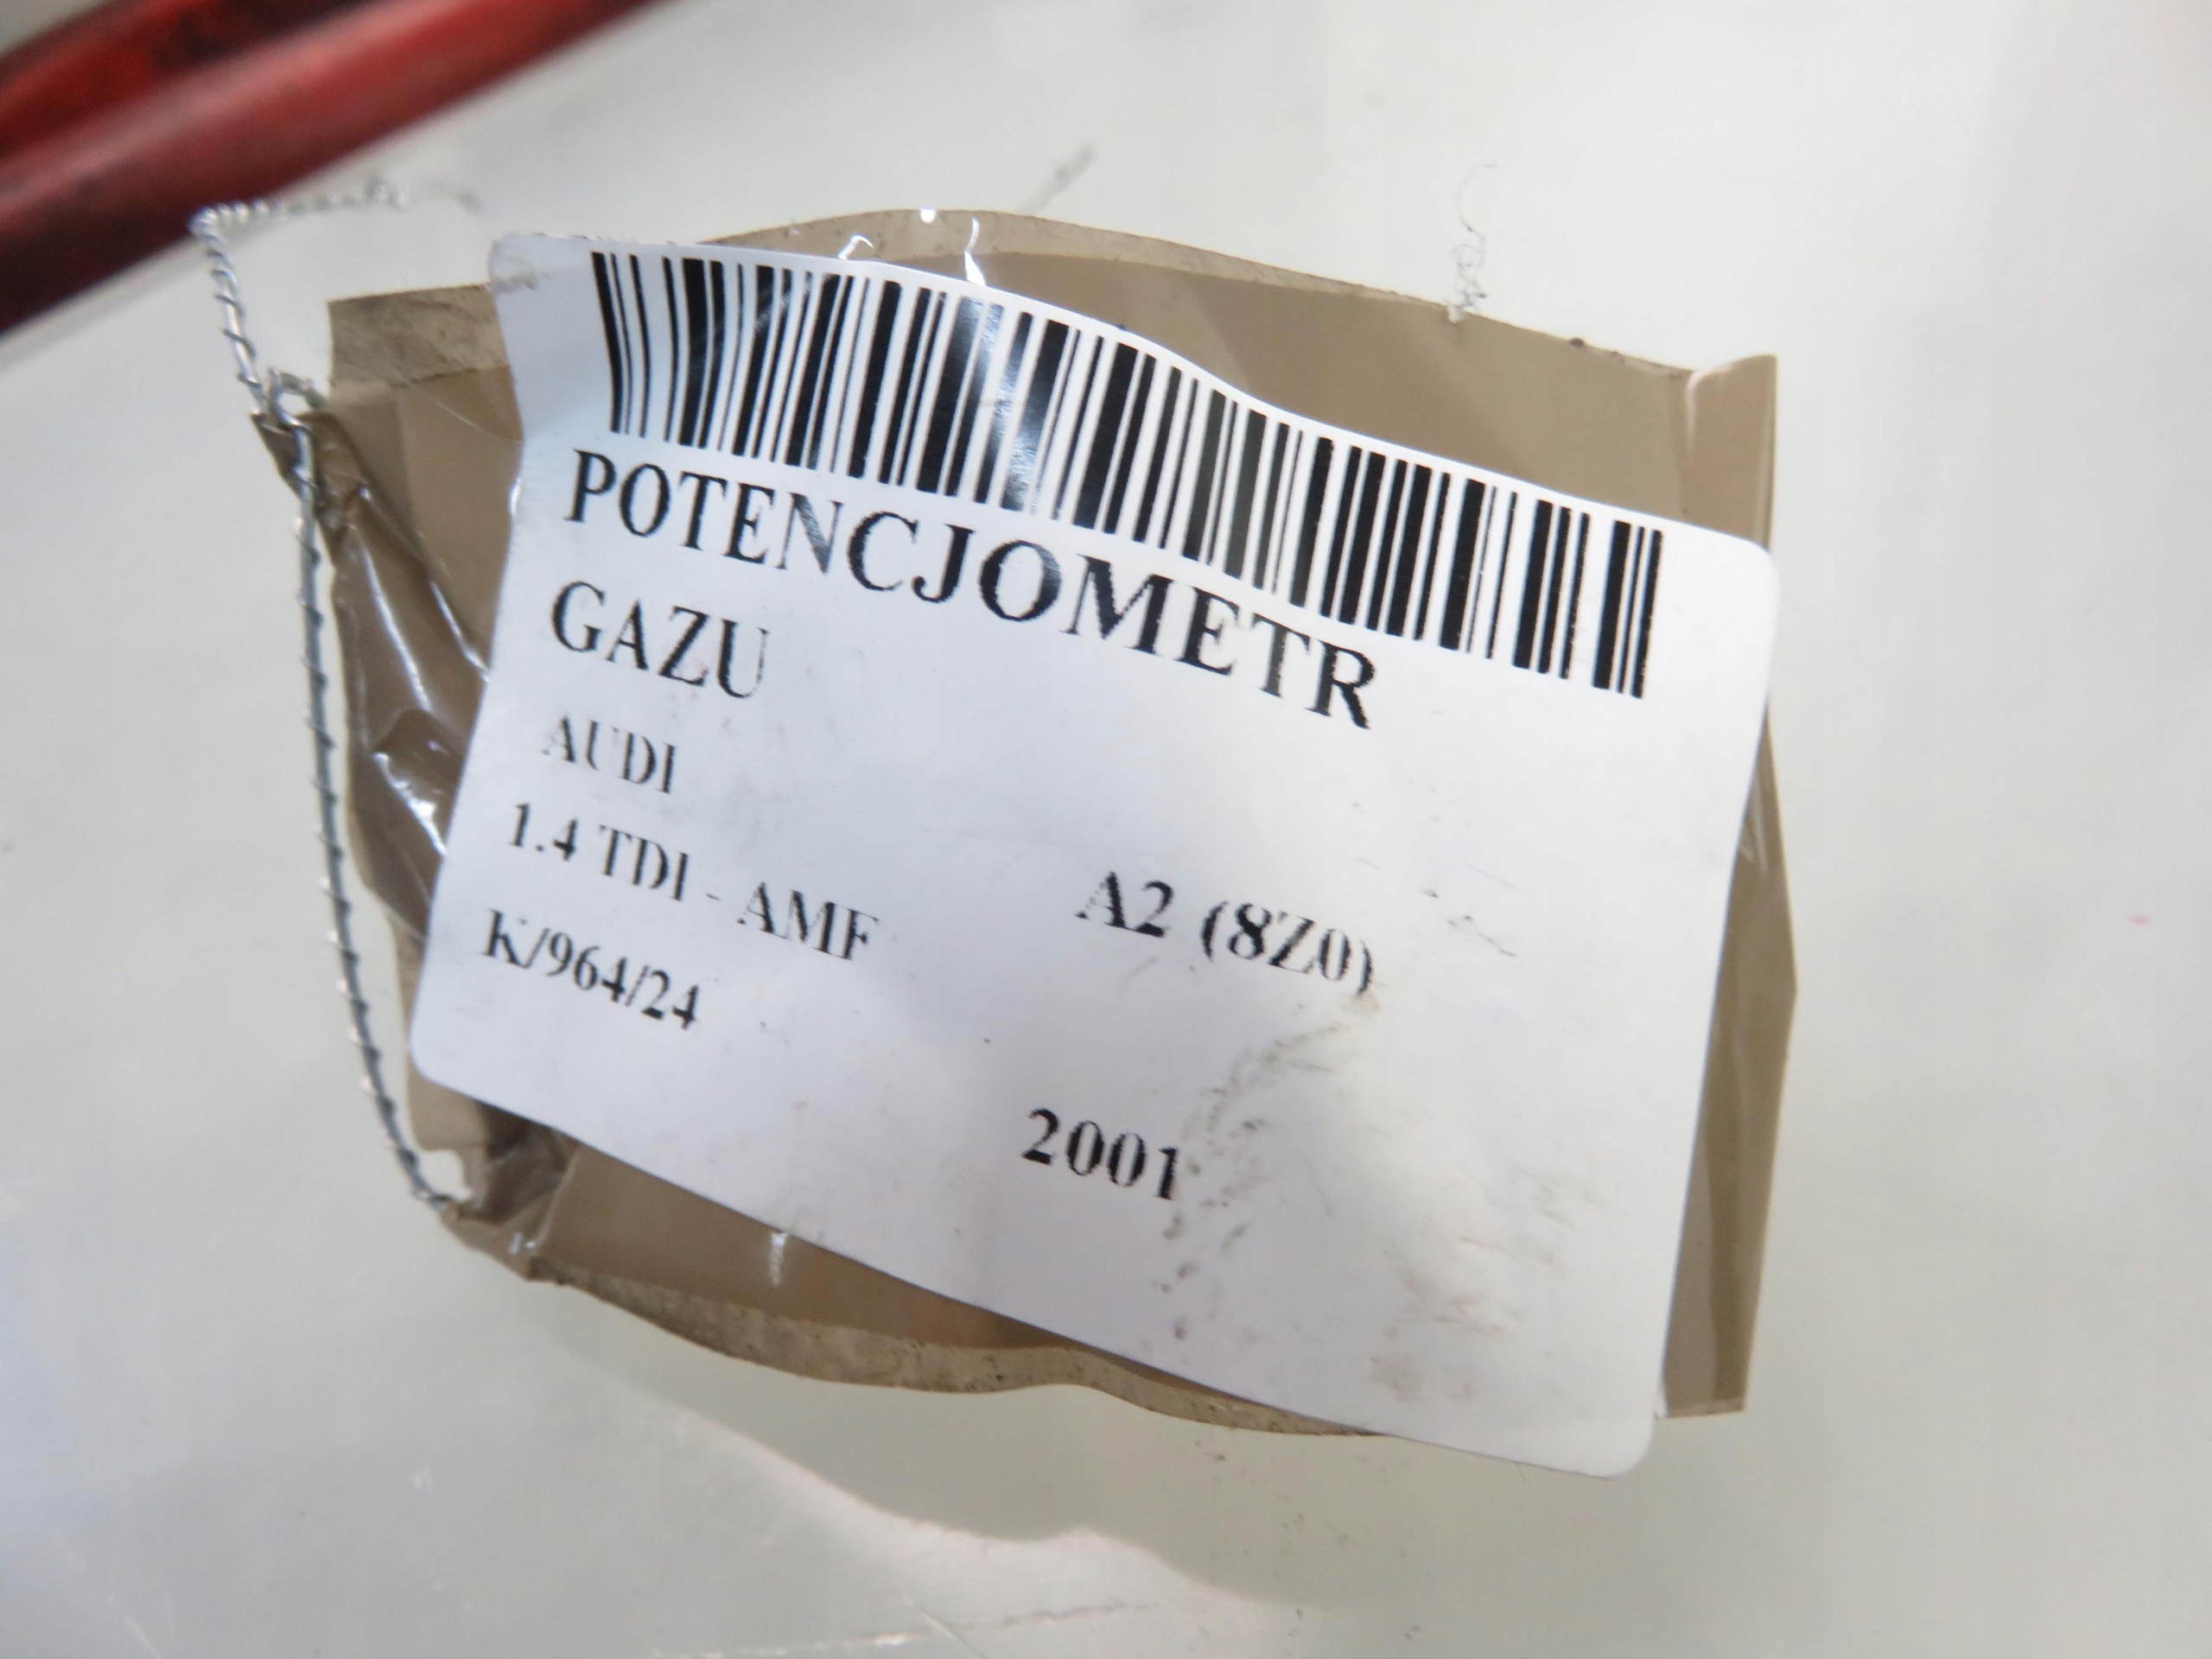 POTENCJOMETR
GAZU
AUDI
A2 (8Z0)
1.4 TDI - AMF
K/964/24
2001